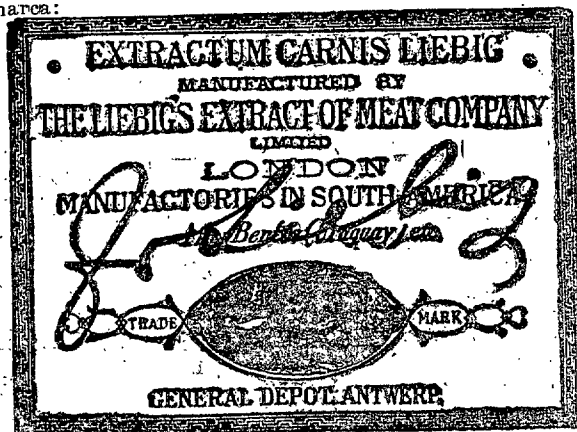 marca:
EXTRACTUM CARNIS LIEBIG
MANUFACTURED BY
THE LIEBIG'S EXTRACT OF MEAT COMPANY
LIMITED
LONDON
MANUFACTORIES IN SOUTH AMERICA
TRADE MARK
GENERAL DEPOT: ANTWERP.